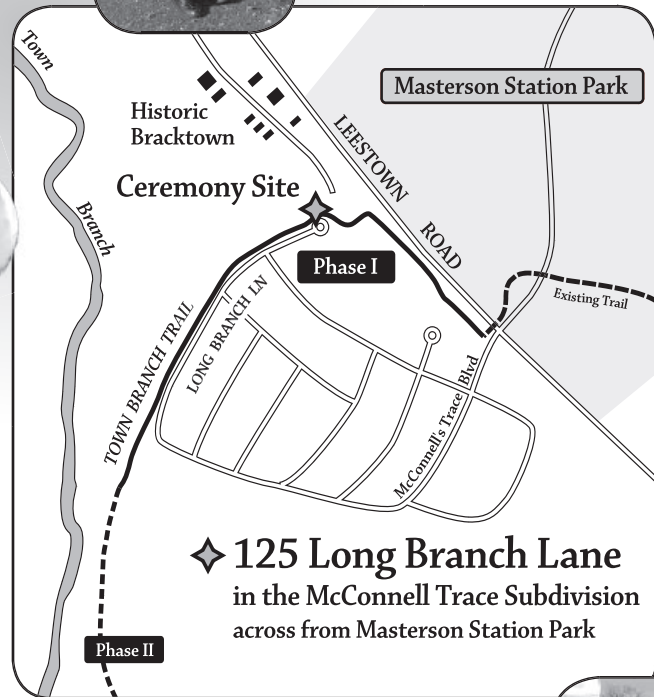 Town
Masterson Station Park
Historic
Bracktown
LEESTOWN
ROAD
Ceremony Site
Branch
Phase I
Existing Trail
TOWN BRANCH TRAIL
LONG BRANCH LN
McConnell's Trace Blvd
125 Long Branch Lane
in the McConnell Trace Subdivision
across from Masterson Station Park
Phase II